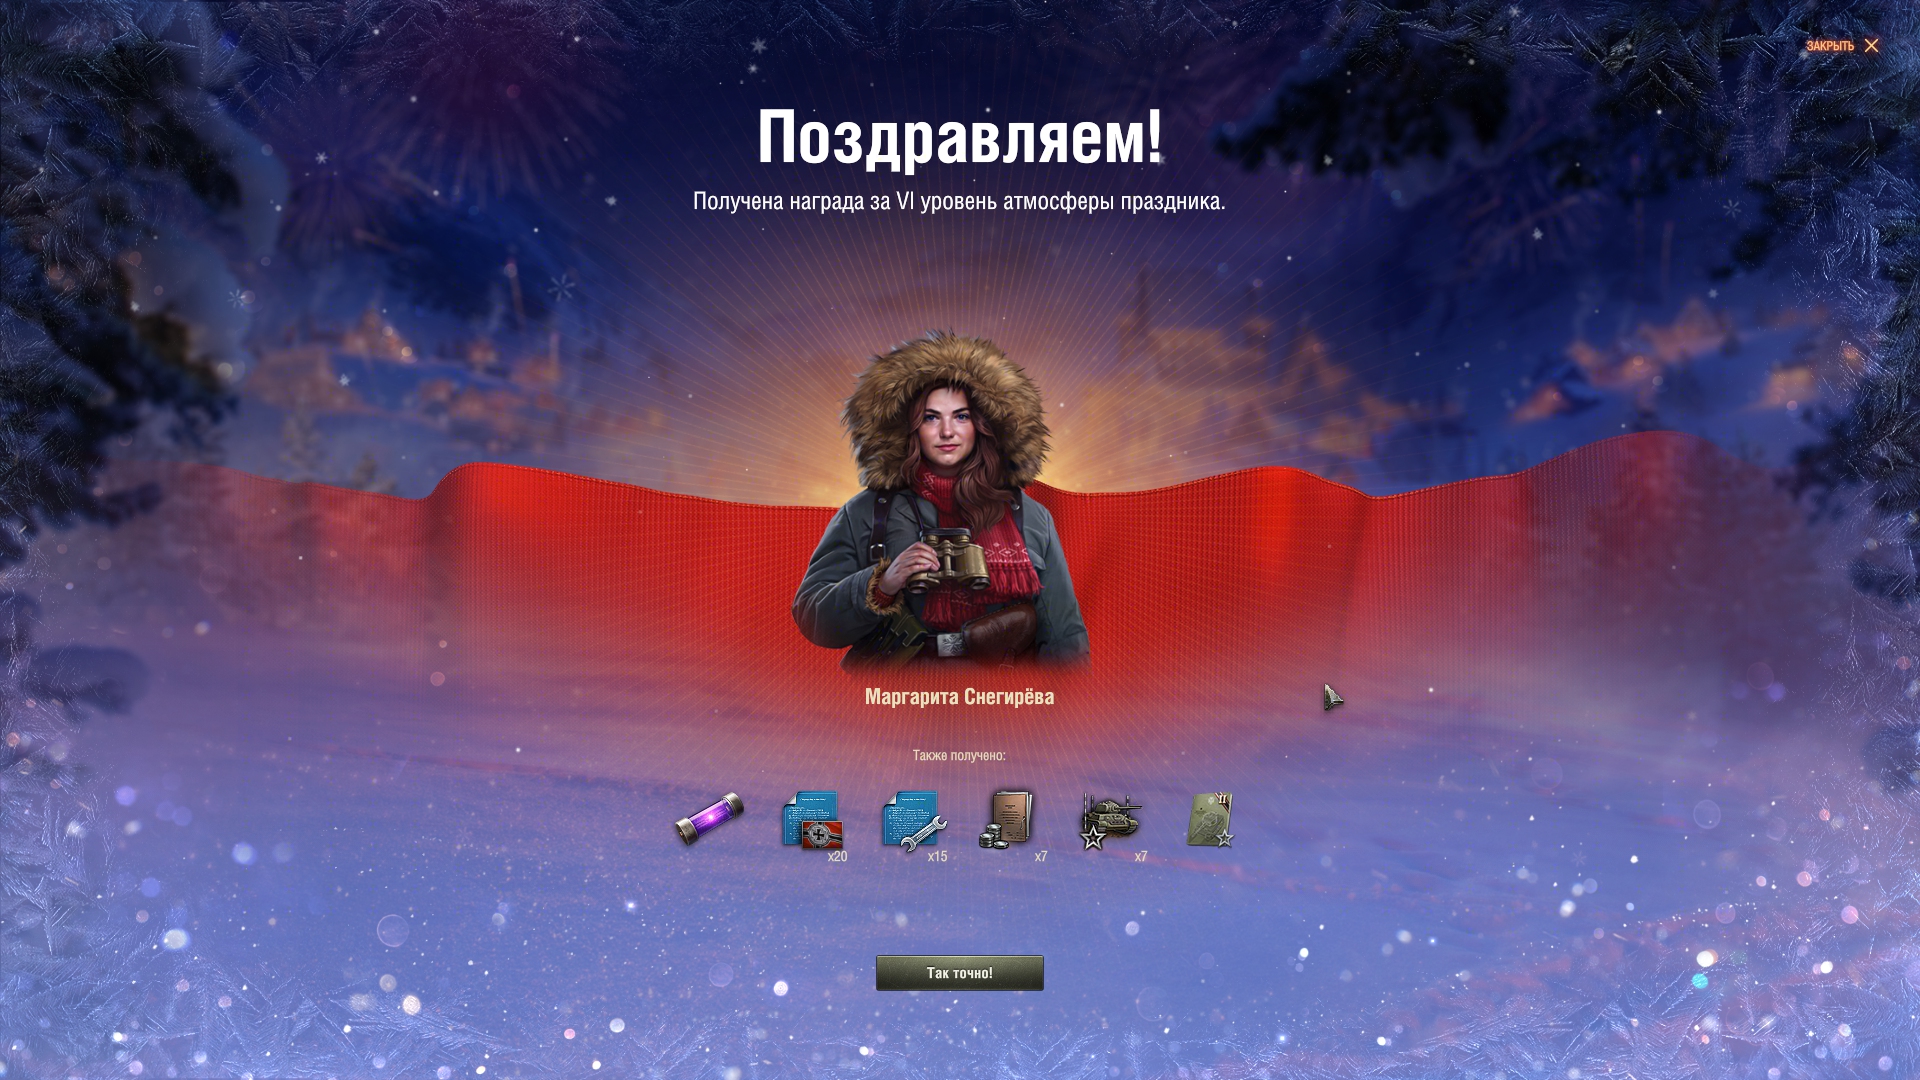 ЗАКРЫТЬ
Поздравляем!
Получена награда за VI уровень атмосферы праздника.
Маргарита Снегирёва
Также получено:
x20
x15
x7
x7
II
Так точно!